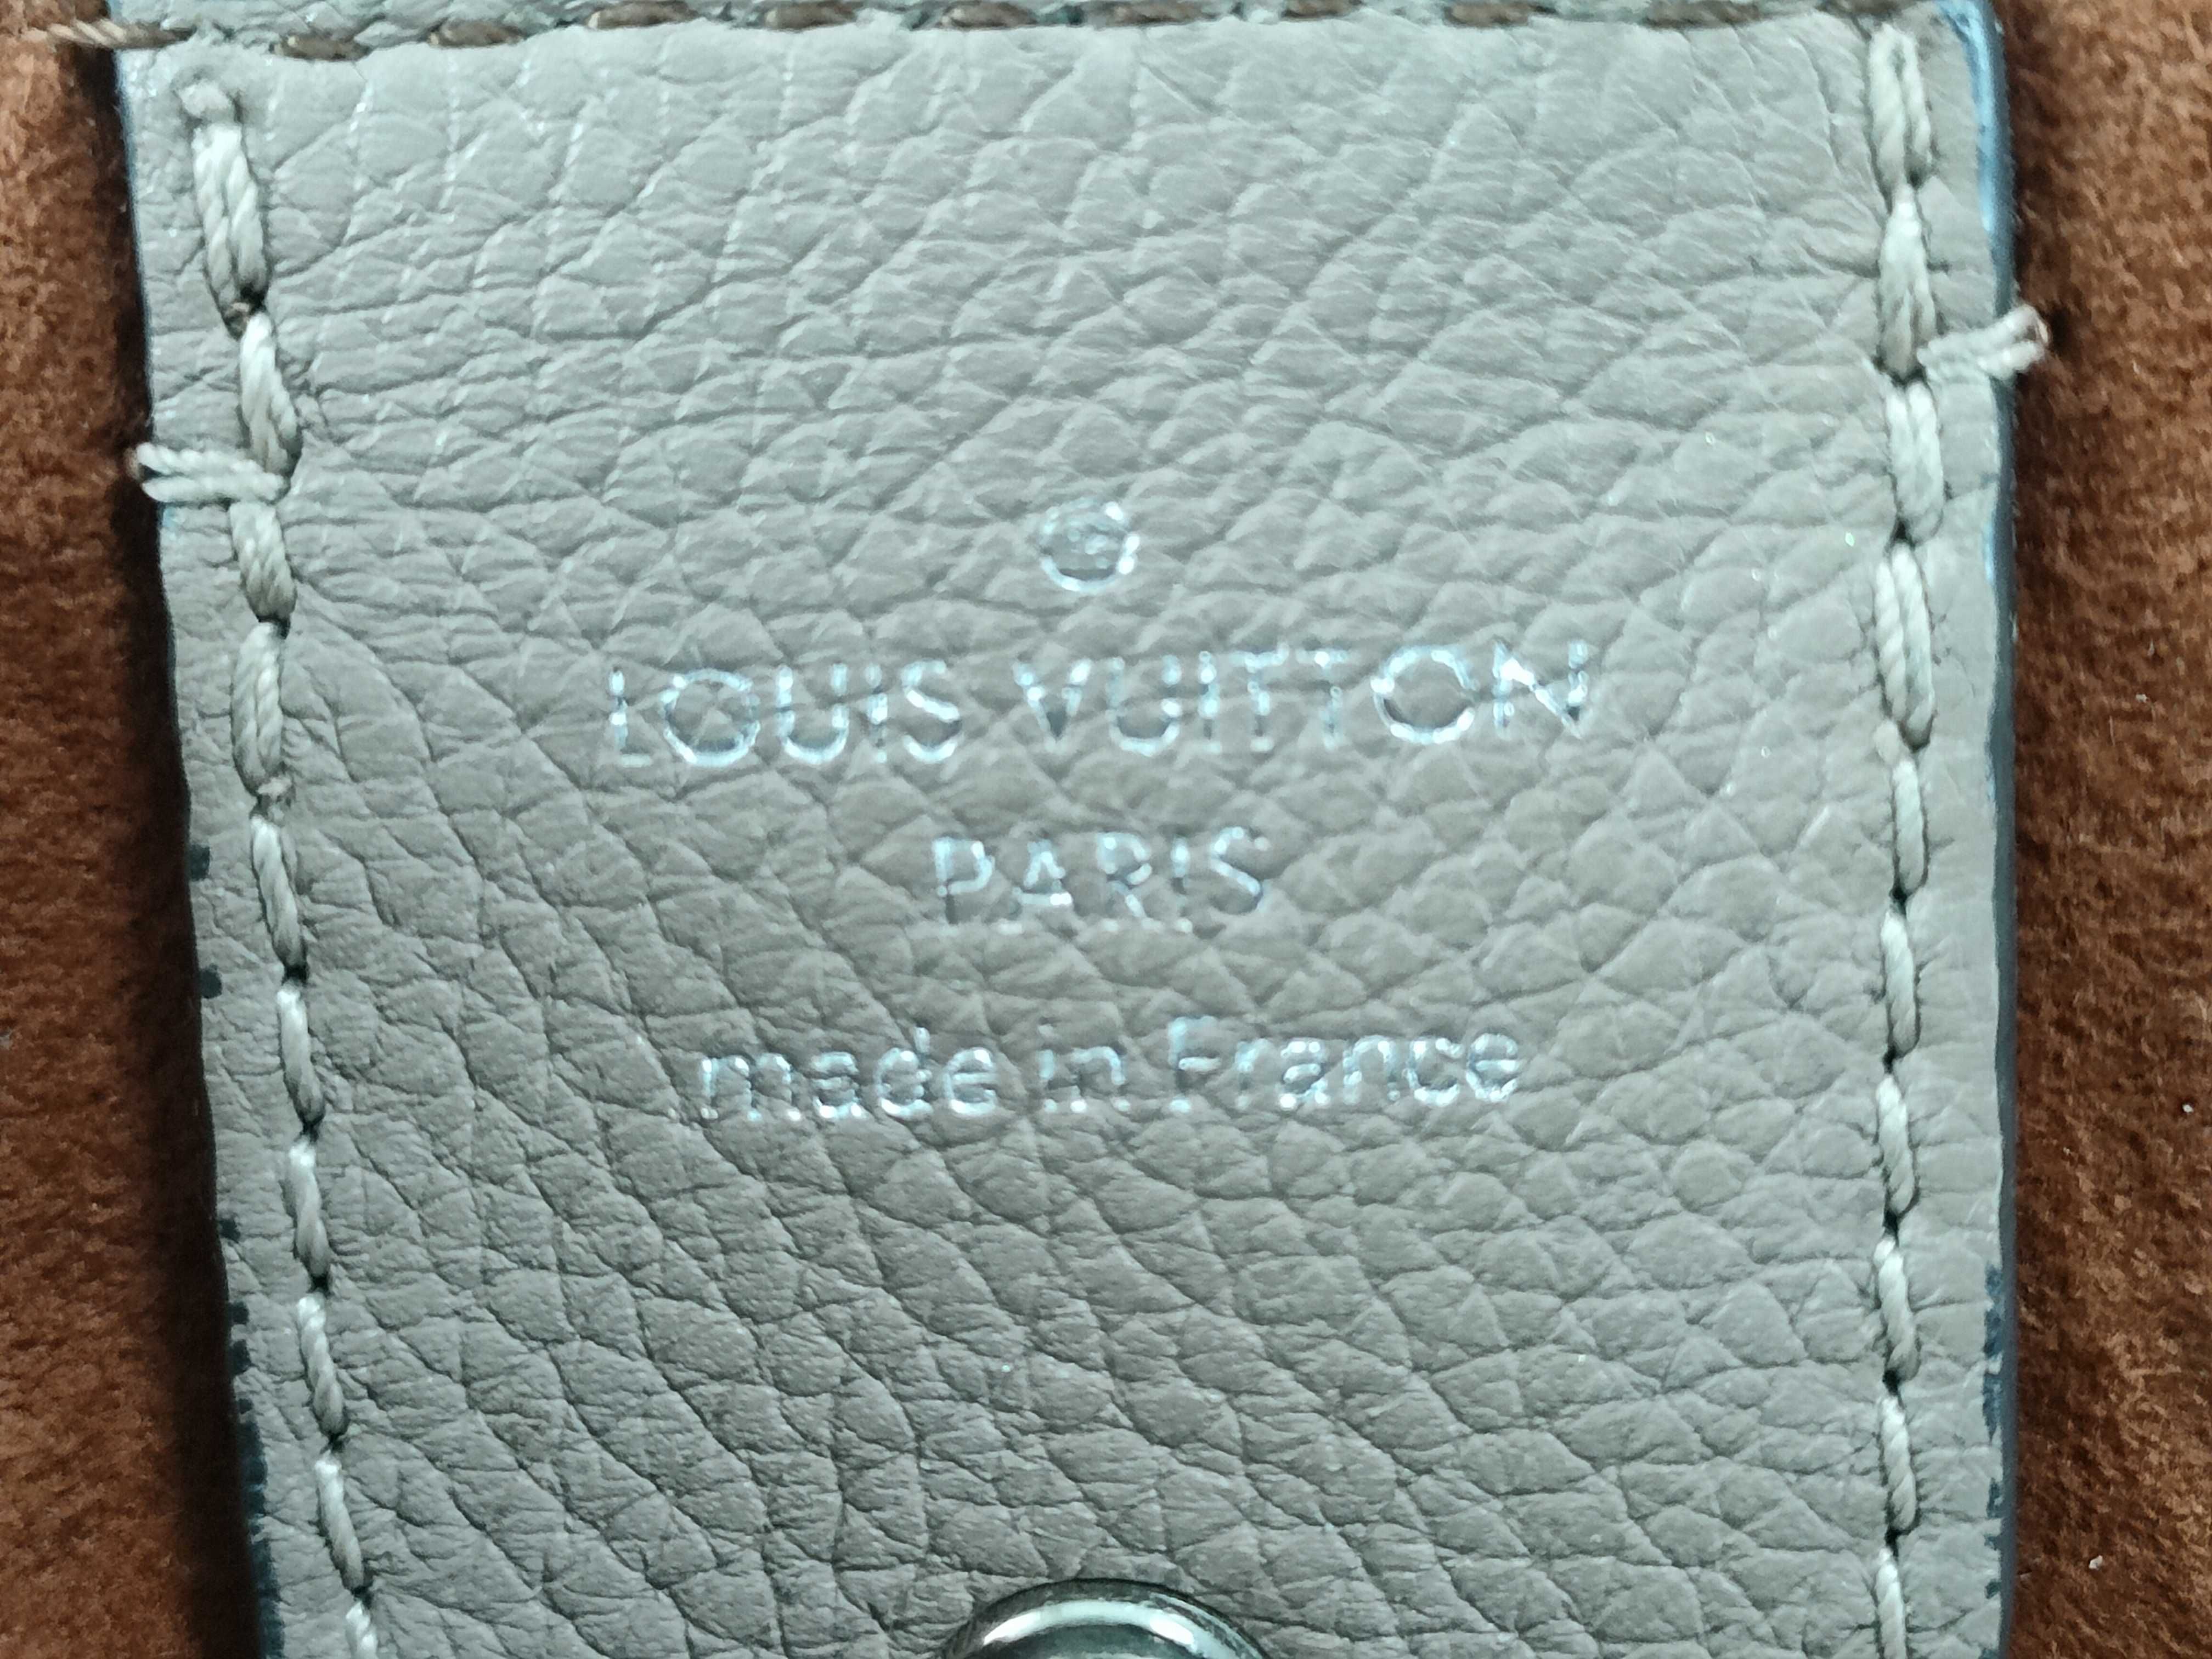 ®
LOUIS VUITTON
PARIS
made in France